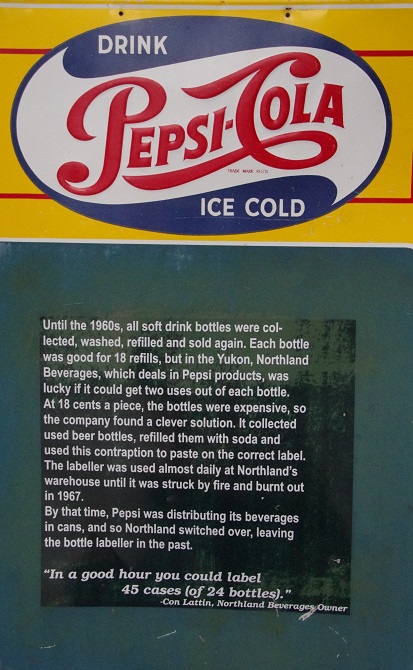 DRINK
PEPSI-COLA
TRADE MARK
ICE COLD
Until the 1960s, all soft drink bottles were col-
lected, washed, refilled and sold again. Each bottle
was good for 18 refills, but in the Yukon, Northland
Beverages, which deals in Pepsi products, was
lucky if it could get two uses out of each bottle.
At 18 cents a piece, the bottles were expensive, so
the company found a clever solution. It collected
used beer bottles, refilled them with soda and
used this contraption to paste on the correct label.
The labeller was used almost daily at Northland's
warehouse until it was struck by fire and burnt out
in 1967.
By that time, Pepsi was distributing its beverages
in cans, and so Northland switched over, leaving
the bottle labeller in the past.
“In a good hour you could label
45 cases (of 24 bottles).”
-Con Lattin, Northland Beverages Owner